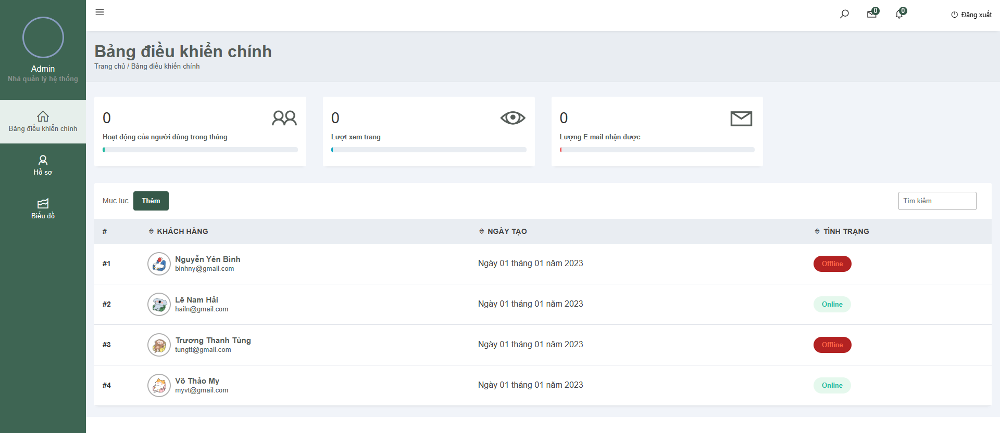 Admin
Nhà quản lý hệ thống
Bảng điều khiển chính
Hồ sơ
Biểu đồ
0
0
Đăng xuất
Bảng điều khiển chính
Trang chủ / Bảng điều khiển chính
0
Hoạt động của người dùng trong tháng
0
Lượt xem trang
0
Lượng E-mail nhận được
Mục lục
Thêm
Tìm kiếm
# KHÁCH HÀNG NGÀY TẠO TÌNH TRẠNG
#1 Nguyễn Yên Bình Ngày 01 tháng 01 năm 2023 Offline
binhny@gmail.com
#2 Lê Nam Hải Ngày 01 tháng 01 năm 2023 Online
hailn@gmail.com
#3 Trương Thanh Tùng Ngày 01 tháng 01 năm 2023 Offline
tungtt@gmail.com
#4 Võ Thảo My Ngày 01 tháng 01 năm 2023 Online
myvt@gmail.com